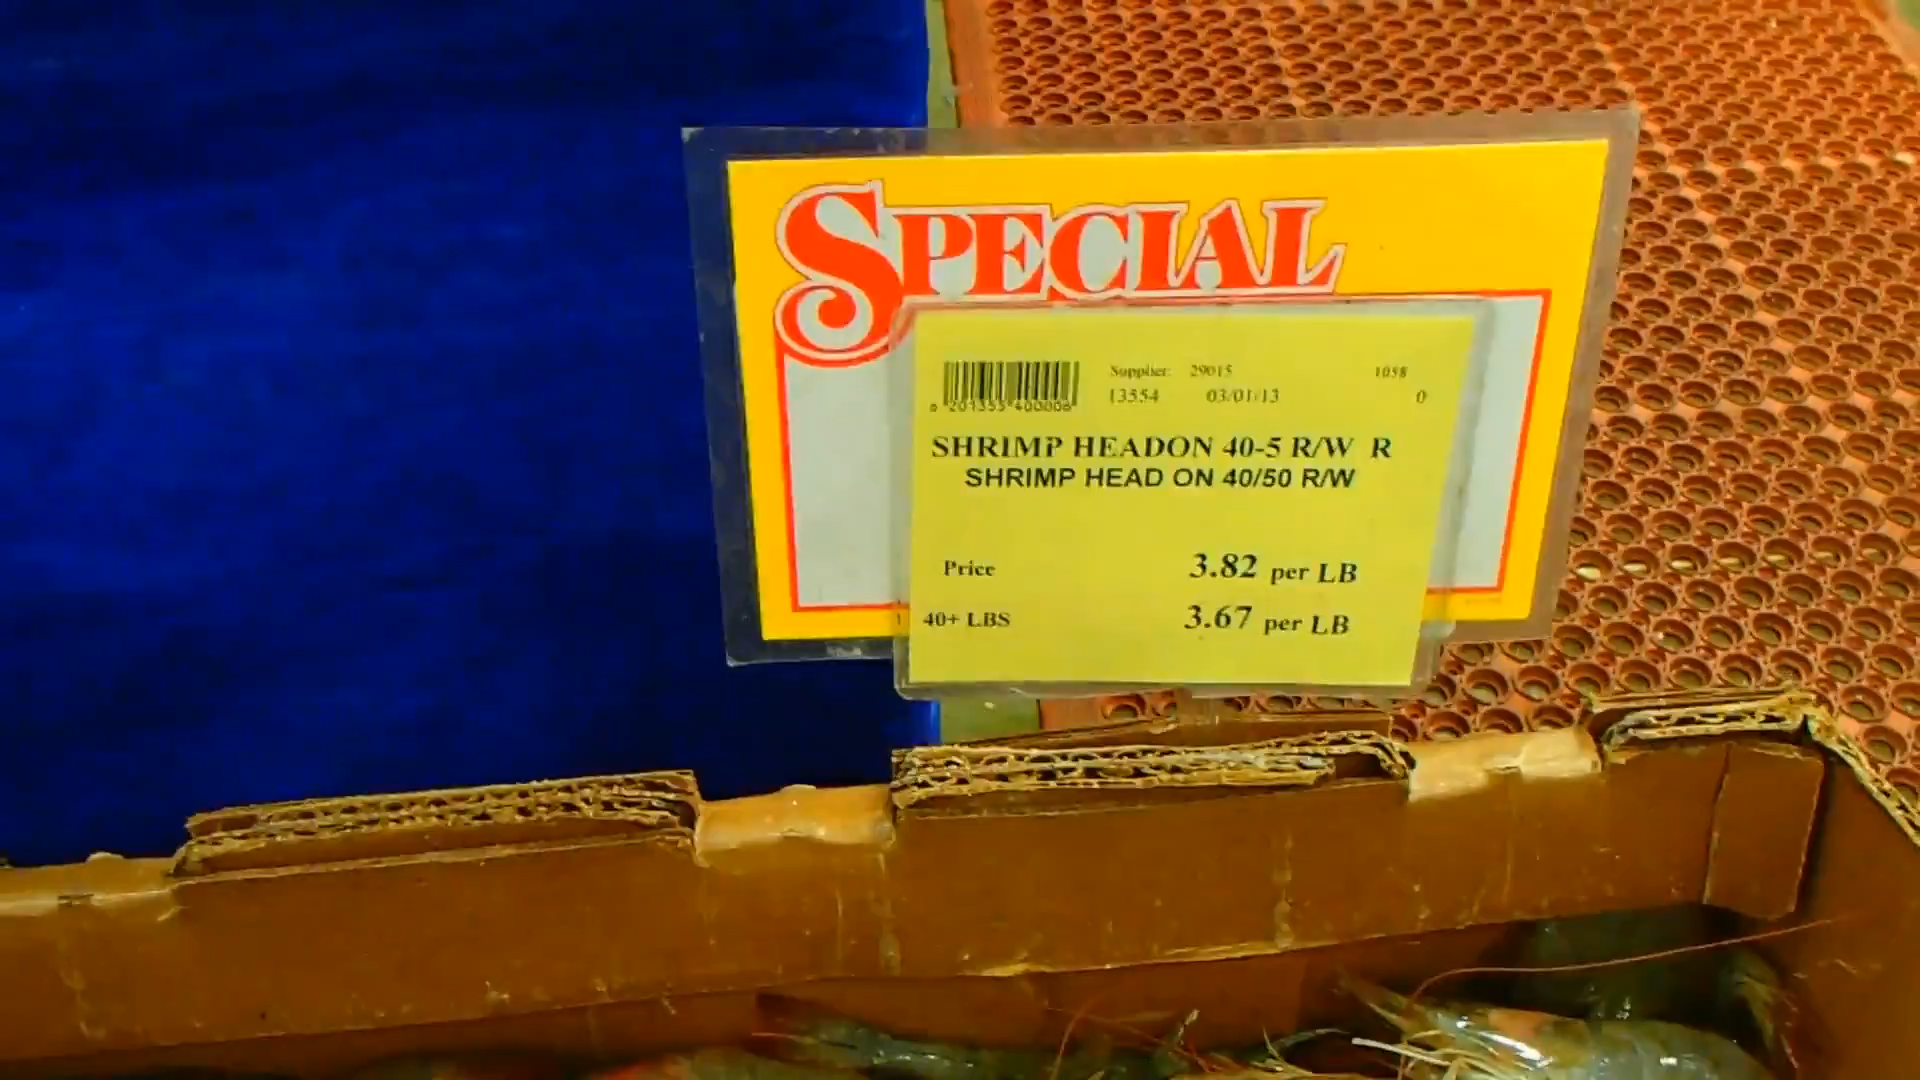 SPECIAL
Supplier: 29015 1058
13554 03/01/13 0
SHRIMP HEADON 40-5 R/W R
SHRIMP HEAD ON 40/50 R/W
Price 3.82 per LB
40+ LBS 3.67 per LB